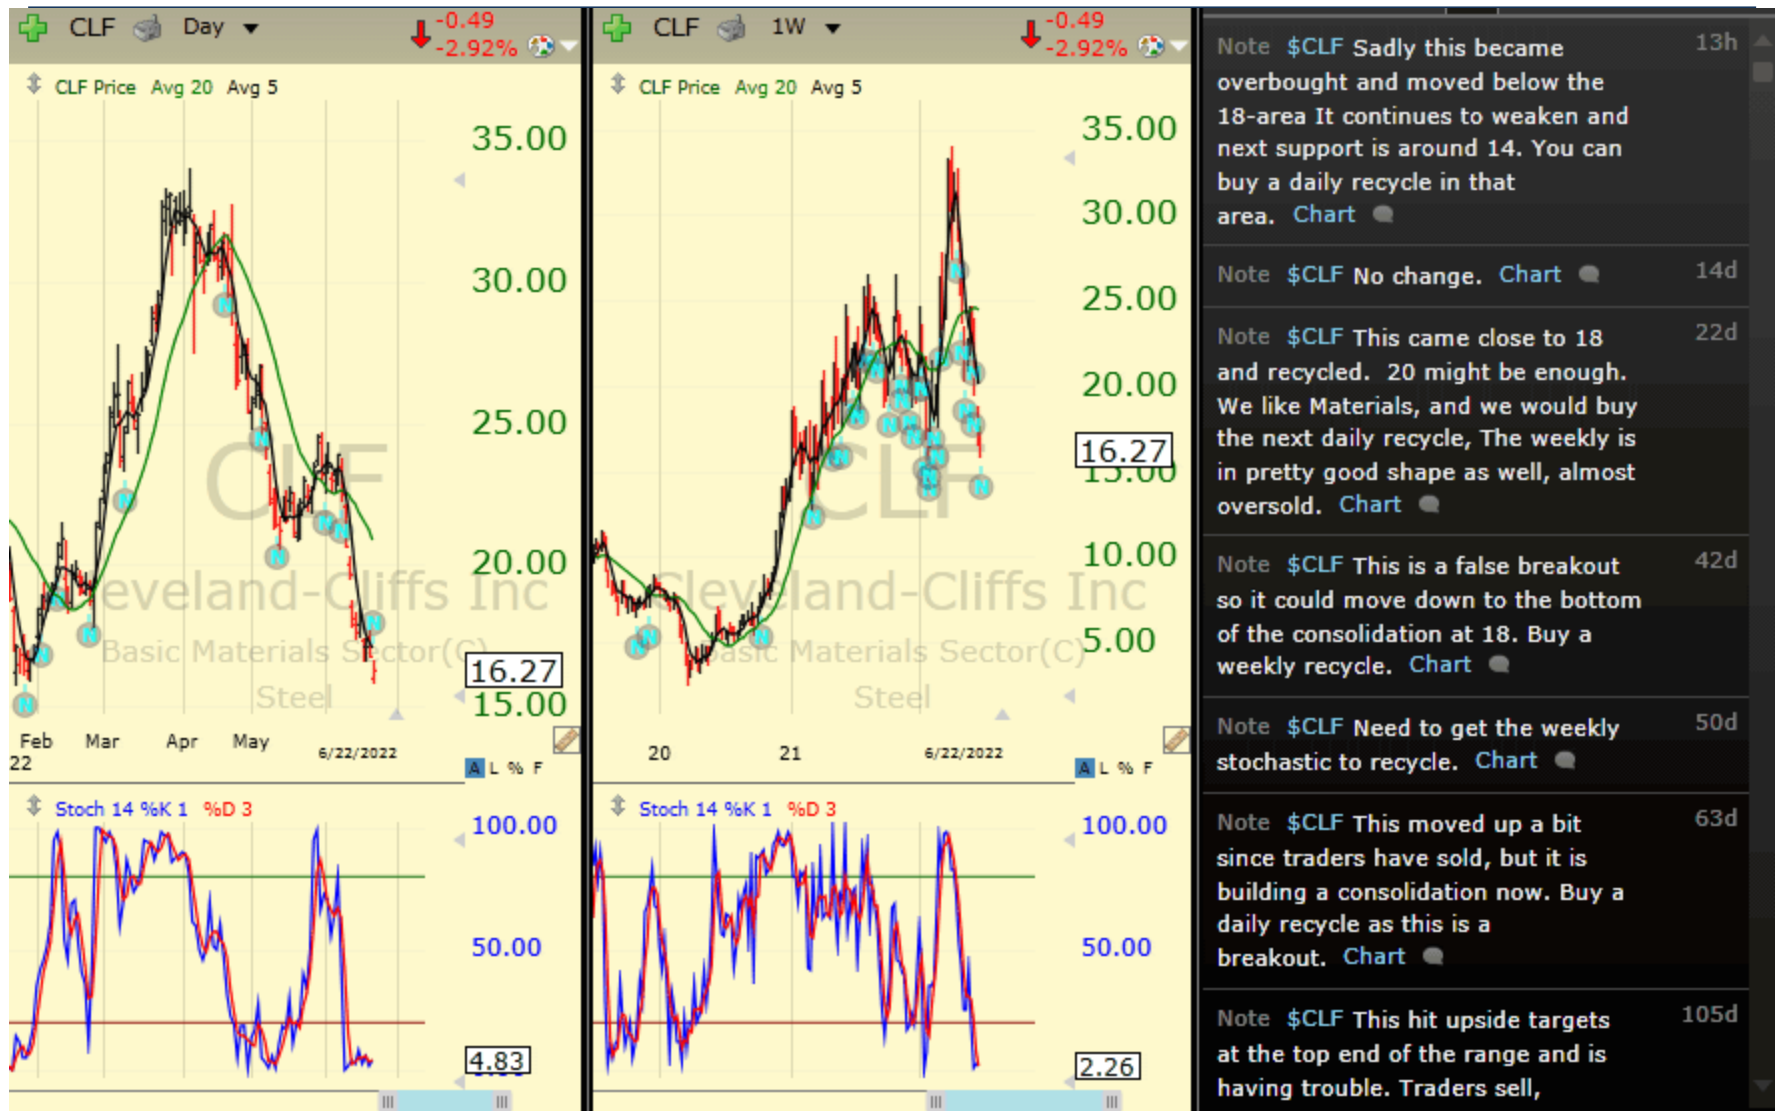 CLF Day
-0.49
-2.92%
CLF Price Avg 20 Avg 5
35.00
30.00
25.00
20.00
16.27
15.00
CLF
Cleveland-Cliffs Inc
Basic Materials Sector(C)
Steel
Feb Mar Apr May 6/22/2022
22
A L % F
Stoch 14 %K 1 %D 3
100.00
50.00
4.83
CLF 1W
-0.49
-2.92%
CLF Price Avg 20 Avg 5
35.00
30.00
25.00
20.00
16.27
15.00
10.00
5.00
CLF
Cleveland-Cliffs Inc
Basic Materials Sector(C)
Steel
20 21 6/22/2022
A L % F
Stoch 14 %K 1 %D 3
100.00
50.00
2.26
Note $CLF Sadly this became 13h
overbought and moved below the
18-area It continues to weaken and
next support is around 14. You can
buy a daily recycle in that
area. Chart
Note $CLF No change. Chart 14d
Note $CLF This came close to 18 22d
and recycled. 20 might be enough.
We like Materials, and we would buy
the next daily recycle, The weekly is
in pretty good shape as well, almost
oversold. Chart
Note $CLF This is a false breakout 42d
so it could move down to the bottom
of the consolidation at 18. Buy a
weekly recycle. Chart
Note $CLF Need to get the weekly 50d
stochastic to recycle. Chart
Note $CLF This moved up a bit 63d
since traders have sold, but it is
building a consolidation now. Buy a
daily recycle as this is a
breakout. Chart
Note $CLF This hit upside targets 105d
at the top end of the range and is
having trouble. Traders sell,